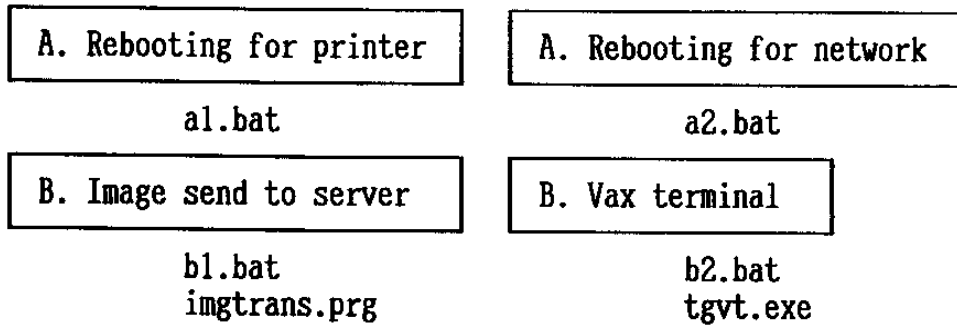 A. Rebooting for printer
a1.bat
B. Image send to server
b1.bat
imgtrans.prg
A. Rebooting for network
a2.bat
B. Vax terminal
b2.bat
tgvt.exe